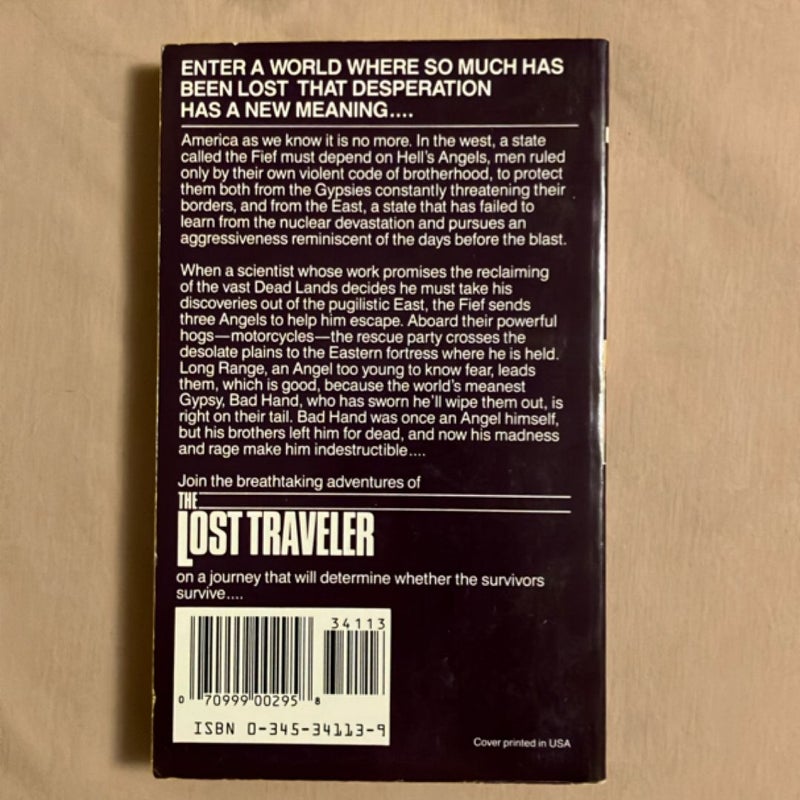 ENTER A WORLD WHERE SO MUCH HAS
BEEN LOST THAT DESPERATION
HAS A NEW MEANING....
America as we know it is no more. In the west, a state
called the Fief must depend on Hell's Angels, men ruled
only by their own violent code of brotherhood, to protect
them both from the Gypsies constantly threatening their
borders, and from the East, a state that has failed to
learn from the nuclear devastation and pursues an
aggressiveness reminiscent of the days before the blast.
When a scientist whose work promises the reclaiming
of the vast Dead Lands decides he must take his
discoveries out of the pugilistic East, the Fief sends
three Angels to help him escape. Aboard their powerful
hogs—motorcycles—the rescue party crosses the
desolate plains to the Eastern fortress where he is held.
Long Range, an Angel too young to know fear, leads
them, which is good, because the world's meanest
Gypsy, Bad Hand, who has sworn he'll wipe them out, is
right on their tail. Bad Hand was once an Angel himself,
but his brothers left him for dead, and now his madness
and rage make him indestructible....
Join the breathtaking adventures of
THE
LOST TRAVELER
on a journey that will determine whether the survivors
survive....
34113
0 70999 00295 8
ISBN 0-345-34113-9
Cover printed in USA